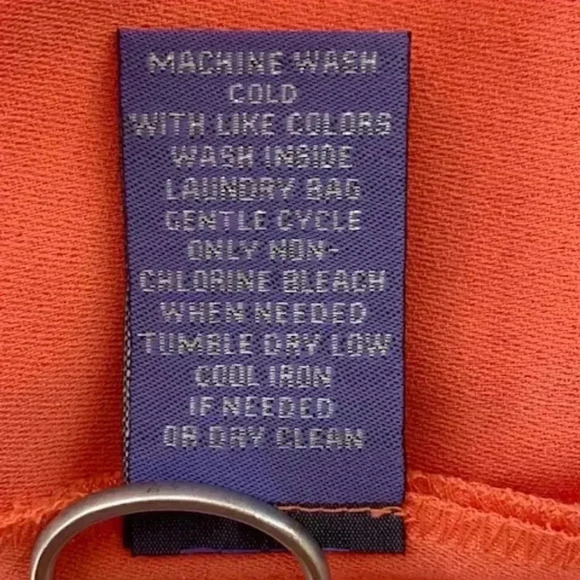 MACHINE WASH
COLD
WITH LIKE COLORS
WASH INSIDE
LAUNDRY BAG
GENTLE CYCLE
ONLY NON-
CHLORINE BLEACH
WHEN NEEDED
TUMBLE DRY LOW
COOL IRON
IF NEEDED
OR DRY CLEAN